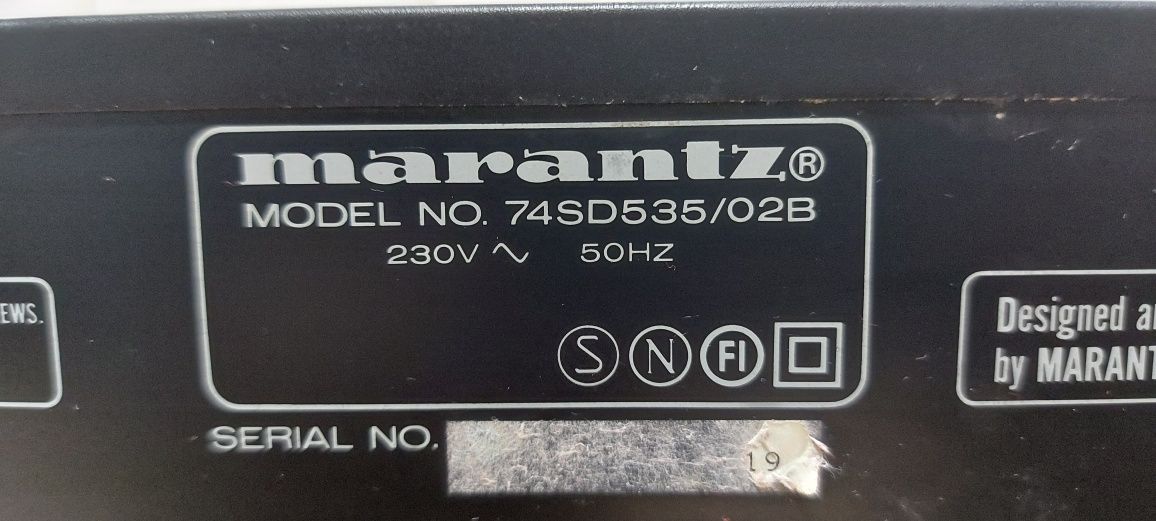 marantz®
MODEL NO. 74SD535/02B
230V ~ 50HZ
S N FI
EWS.
Designed a
by MARANT
SERIAL NO.
19